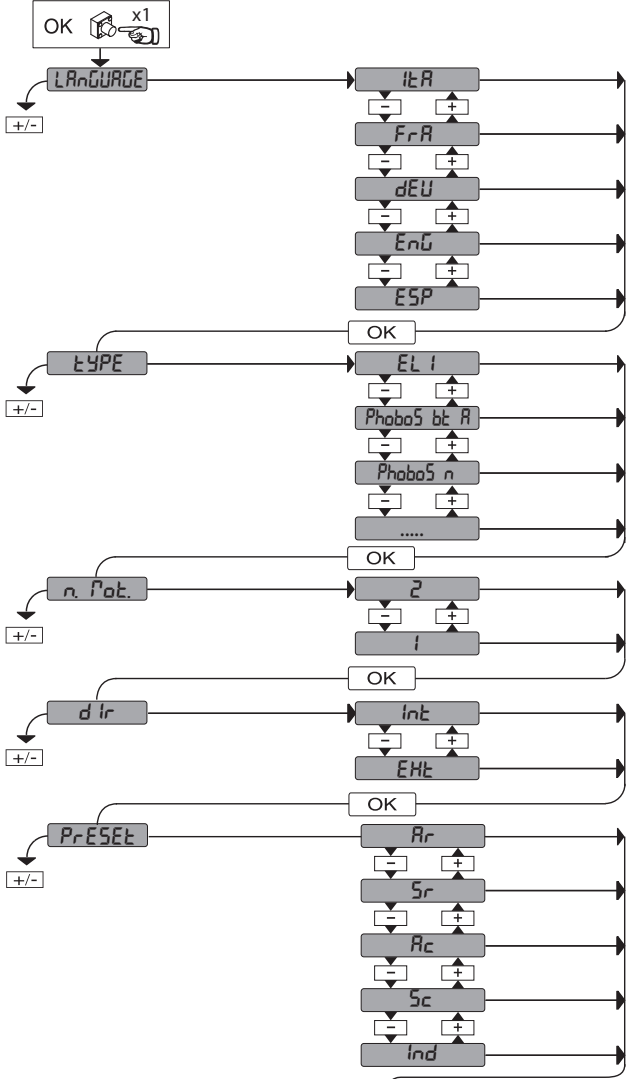 OK x1
LAnGUAGE ItA
+/- - +
FrA
- +
dEU
- +
EnG
- +
ESP
OK
tYPE EL 1
+/- - +
PhoboS bt A
- +
PhoboS n
- +
.....
OK
n. Mot. 2
+/- - +
1
OK
dIr Int
+/- - +
EHt
OK
PrESEt Ar
+/- - +
Sr
- +
Ac
- +
Sc
- +
Ind